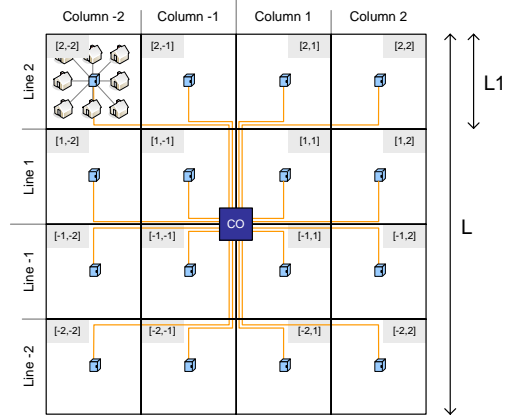 Column -2 Column -1 Column 1 Column 2
Line 2 [2,-2] [2,-1] [2,1] [2,2] L1
Line 1 [1,-2] [1,-1] [1,1] [1,2]
CO L
Line -1 [-1,-2] [-1,-1] [-1,1] [-1,2]
Line -2 [-2,-2] [-2,-1] [-2,1] [-2,2]